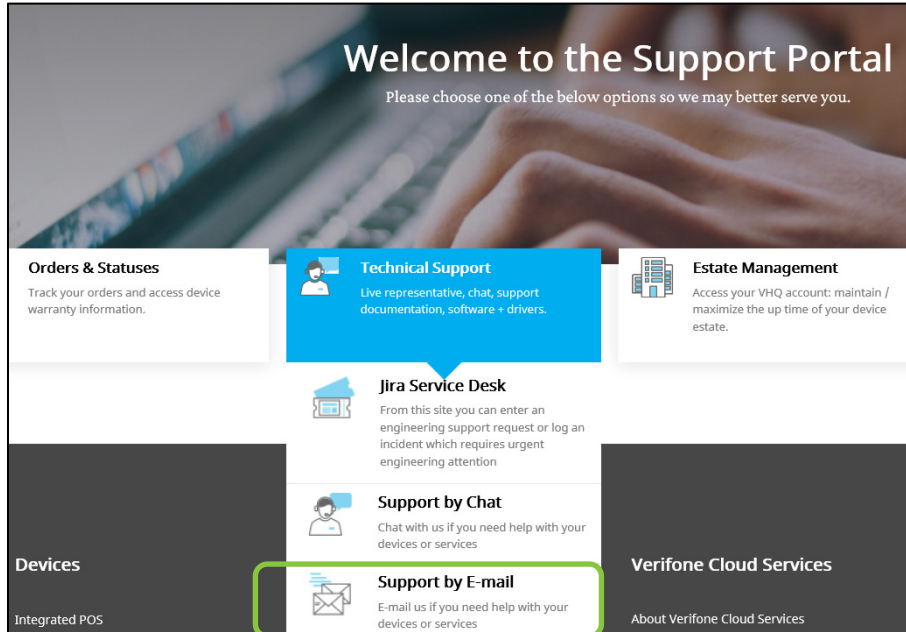 Welcome to the Support Portal
Please choose one of the below options so we may better serve you.
Orders & Statuses
Track your orders and access device
warranty information.
Technical Support
Live representative, chat, support
documentation, software + drivers.
Estate Management
Access your VHQ account: maintain /
maximize the up time of your device
estate.
Jira Service Desk
From this site you can enter an
engineering support request or log an
incident which requires urgent
engineering attention
Support by Chat
Chat with us if you need help with your
devices or services
Devices
Integrated POS
Support by E-mail
E-mail us if you need help with your
devices or services
Verifone Cloud Services
About Verifone Cloud Services